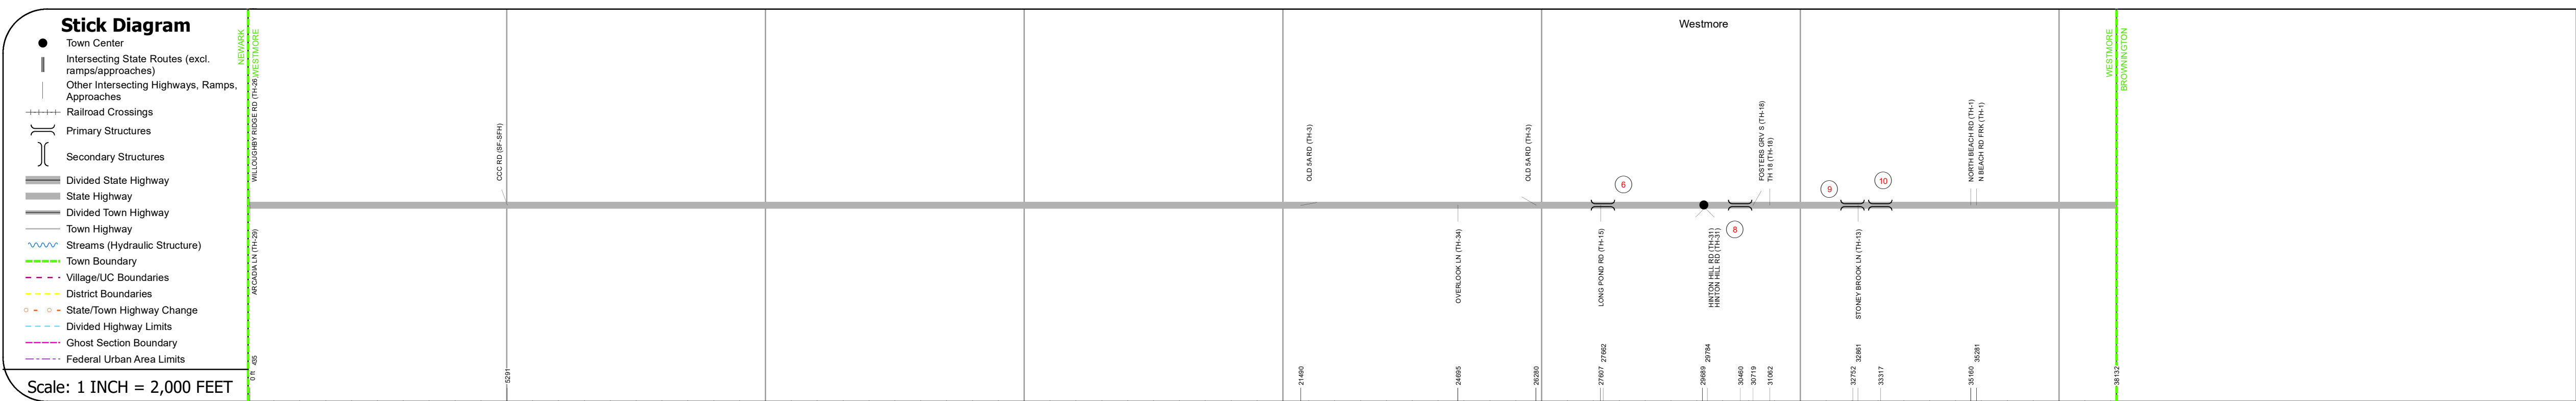 Stick Diagram
Town Center
Intersecting State Routes (excl.
ramps/approaches)
Other Intersecting Highways, Ramps,
Approaches
Railroad Crossings
Primary Structures
Secondary Structures
Divided State Highway
State Highway
Divided Town Highway
Town Highway
Streams (Hydraulic Structure)
Town Boundary
Village/UC Boundaries
District Boundaries
State/Town Highway Change
Divided Highway Limits
Ghost Section Boundary
Federal Urban Area Limits
Scale: 1 INCH = 2,000 FEET
NEWARK
WESTMORE
Westmore
WESTMORE
BROWNINGTON
WILLOUGHBY RIDGE RD (TH-26)
CCC RD (SF-SFH)
OLD 5A RD (TH-3)
OLD 5A RD (TH-3)
FOSTERS GRV S (TH-18)
TH 18 (TH-18)
NORTH BEACH RD (TH-1)
N BEACH RD FRK (TH-1)
6
8
9
10
ARCADIA LN (TH-29)
OVERLOOK LN (TH-34)
LONG POND RD (TH-15)
HINTON HILL RD (TH-31)
HINTON HILL RD (TH-31)
STONEY BROOK LN (TH-13)
0 ft
435
5291
21490
24695
26280
27607
27662
29689
29784
30460
30719
31062
32752
32861
33317
35160
35281
38132